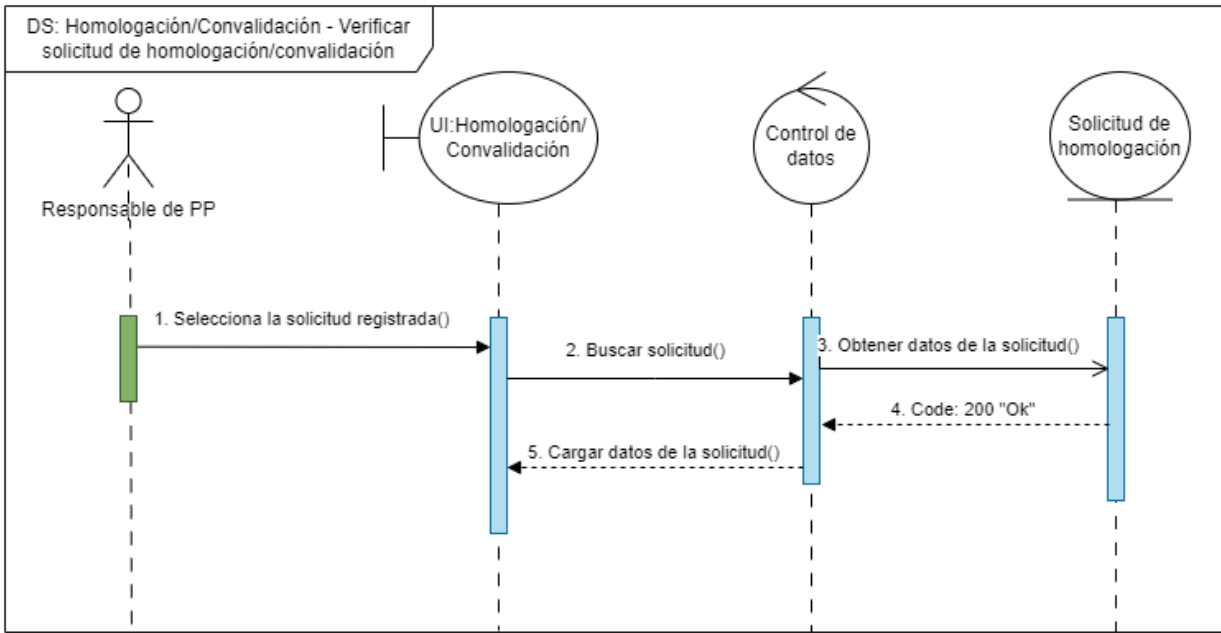 DS: Homologación/Convalidación - Verificar
solicitud de homologación/convalidación
Responsable de PP
UI:Homologación/
Convalidación
Control de
datos
Solicitud de
homologación
1. Selecciona la solicitud registrada()
2. Buscar solicitud()
3. Obtener datos de la solicitud()
4. Code: 200 "Ok"
5. Cargar datos de la solicitud()